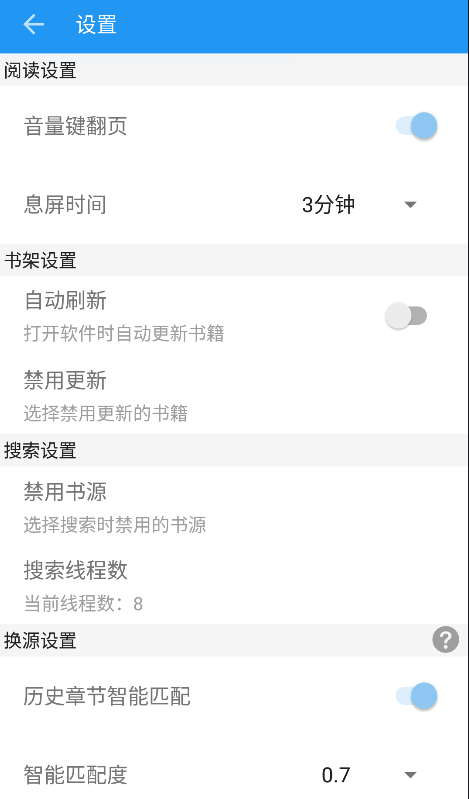 设置
阅读设置
音量键翻页
息屏时间 3分钟
书架设置
自动刷新
打开软件时自动更新书籍
禁用更新
选择禁用更新的书籍
搜索设置
禁用书源
选择搜索时禁用的书源
搜索线程数
当前线程数：8
换源设置 ?
历史章节智能匹配
智能匹配度 0.7